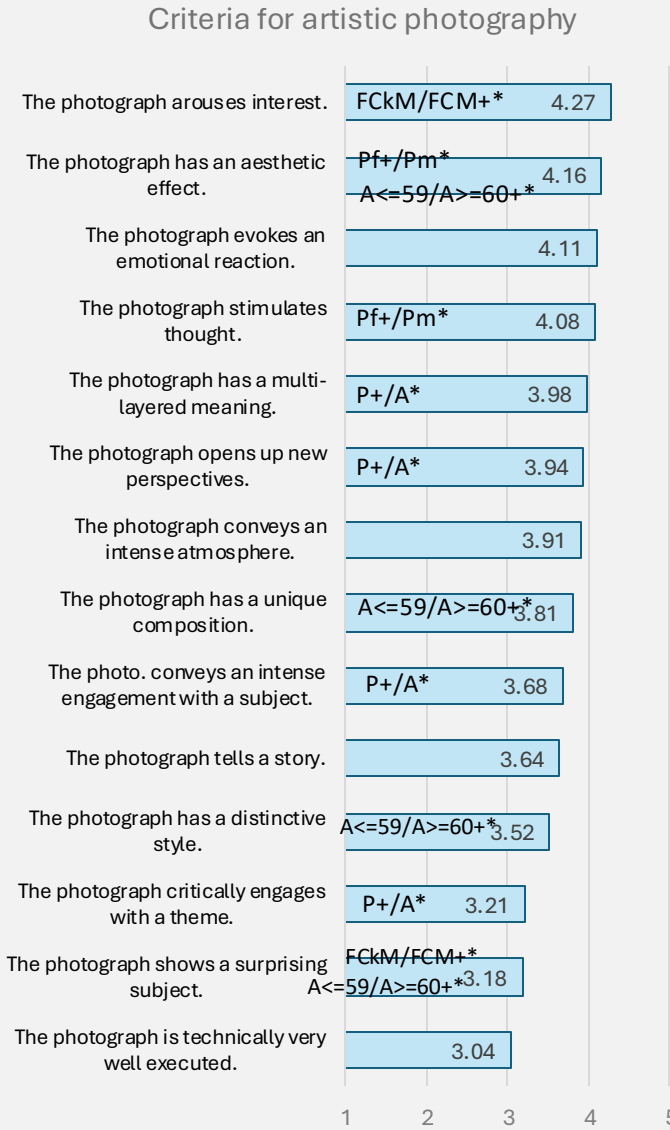 Criteria for artistic photography
The photograph arouses interest.
FCkM/FCM+*
4.27
The photograph has an aesthetic
effect.
Pf+/Pm*
A<=59/A>=60+*
4.16
The photograph evokes an
emotional reaction.
4.11
The photograph stimulates
thought.
Pf+/Pm*
4.08
The photograph has a multi-
layered meaning.
P+/A*
3.98
The photograph opens up new
perspectives.
P+/A*
3.94
The photograph conveys an
intense atmosphere.
3.91
The photograph has a unique
composition.
A<=59/A>=60+*
3.81
The photo. conveys an intense
engagement with a subject.
P+/A*
3.68
The photograph tells a story.
3.64
The photograph has a distinctive
style.
A<=59/A>=60+*
3.52
The photograph critically engages
with a theme.
P+/A*
3.21
The photograph shows a surprising
subject.
FCkM/FCM+*
A<=59/A>=60+*
3.18
The photograph is technically very
well executed.
3.04
1 2 3 4 5